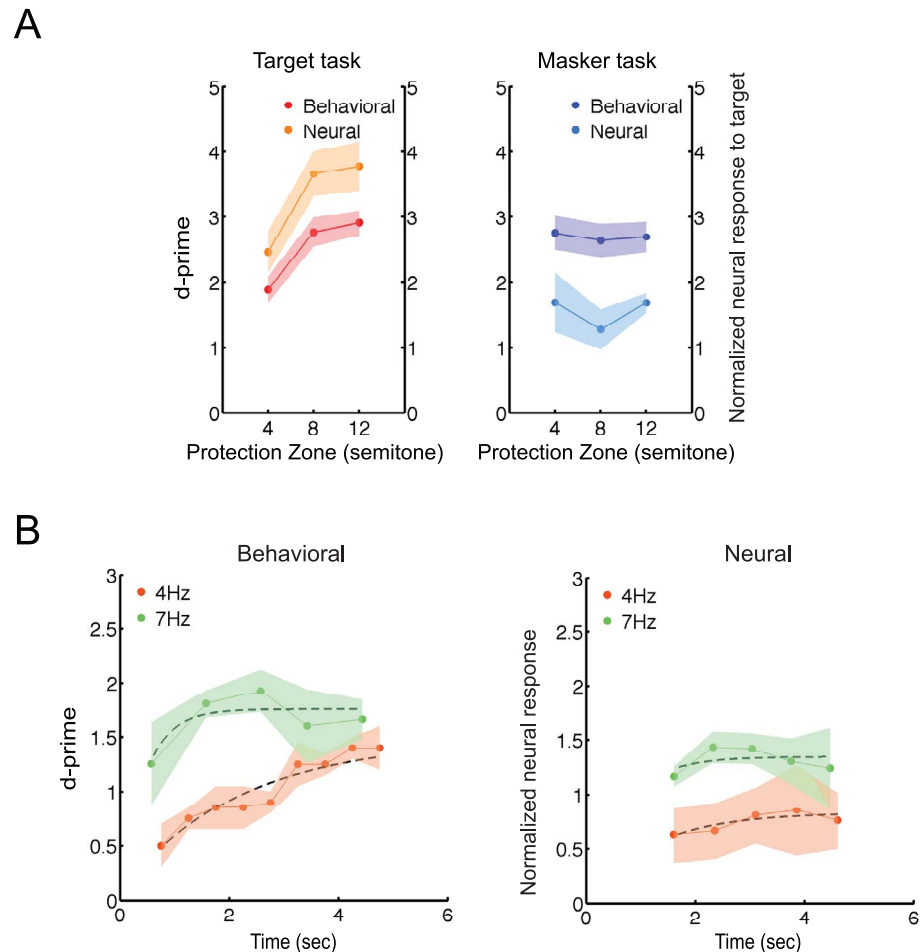 A
Target task
Masker task
5
4
3
2
1
0
5
4
3
2
1
0
5
4
3
2
1
0
5
4
3
2
1
0
Behavioral
Neural
Behavioral
Neural
d-prime
Normalized neural response to target
4 8 12
4 8 12
Protection Zone (semitone)
Protection Zone (semitone)
B
Behavioral
Neural
3
2.5
2
1.5
1
0.5
0
4Hz
7Hz
d-prime
0 2 4 6
Time (sec)
3
2.5
2
1.5
1
0.5
0
4Hz
7Hz
Normalized neural response
0 2 4 6
Time (sec)